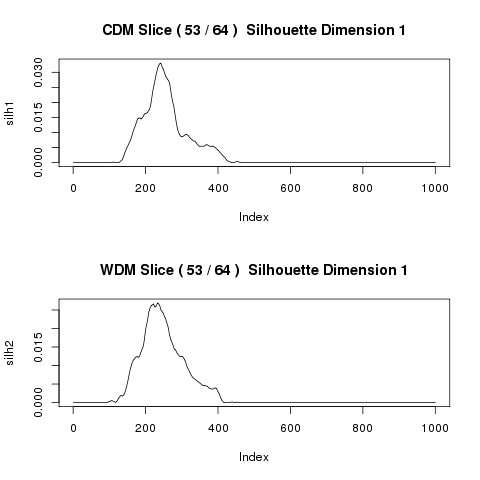 CDM Slice ( 53 / 64 )  Silhouette Dimension 1
silh1
0.030
0.015
0.000
0 200 400 600 800 1000
Index
WDM Slice ( 53 / 64 )  Silhouette Dimension 1
silh2
0.015
0.000
0 200 400 600 800 1000
Index